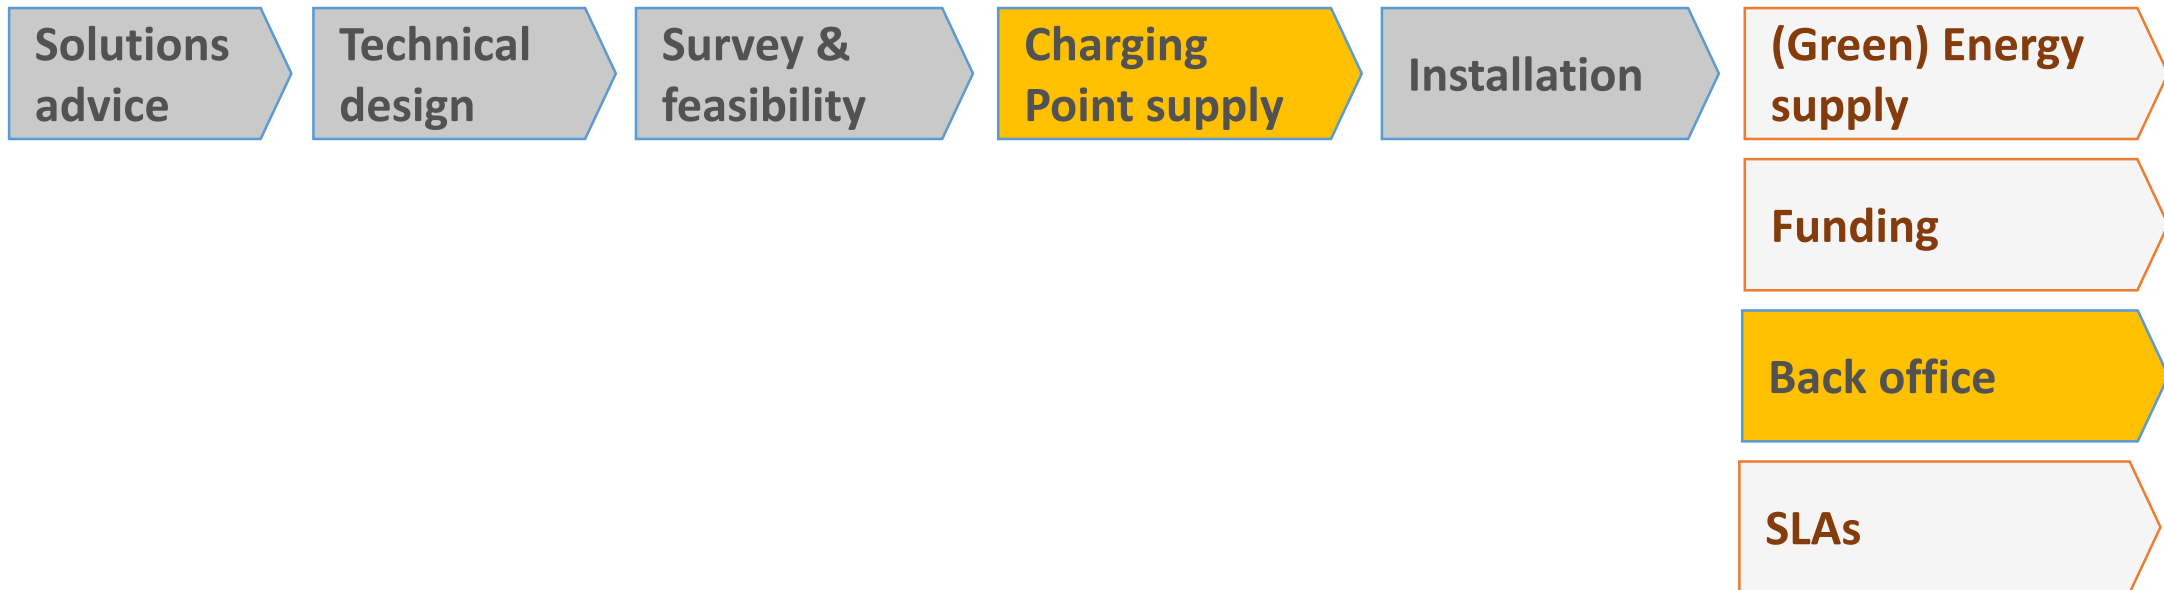 Solutions
advice
Technical
design
Survey &
feasibility
Charging
Point supply
Installation
(Green) Energy
supply
Funding
Back office
SLAs